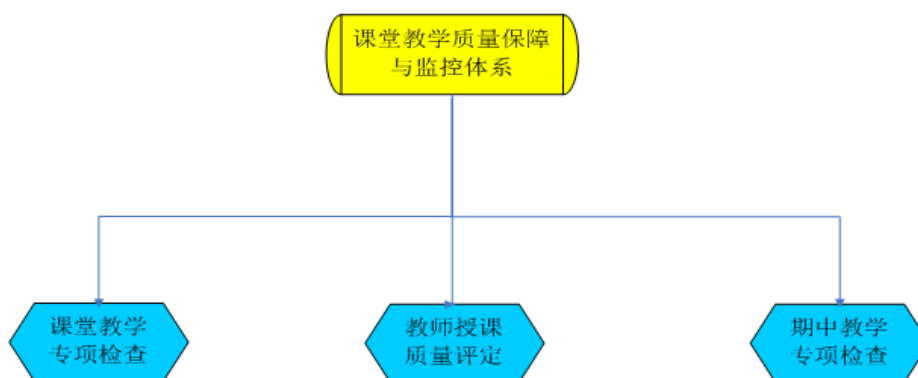 课堂教学质量保障
与监控体系
课堂教学
专项检查
教师授课
质量评定
期中教学
专项检查